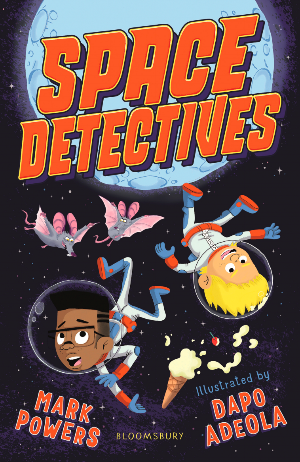 SPACE
DETECTIVES
MARK
POWERS
BLOOMSBURY
Illustrated by
DAPO
ADEOLA